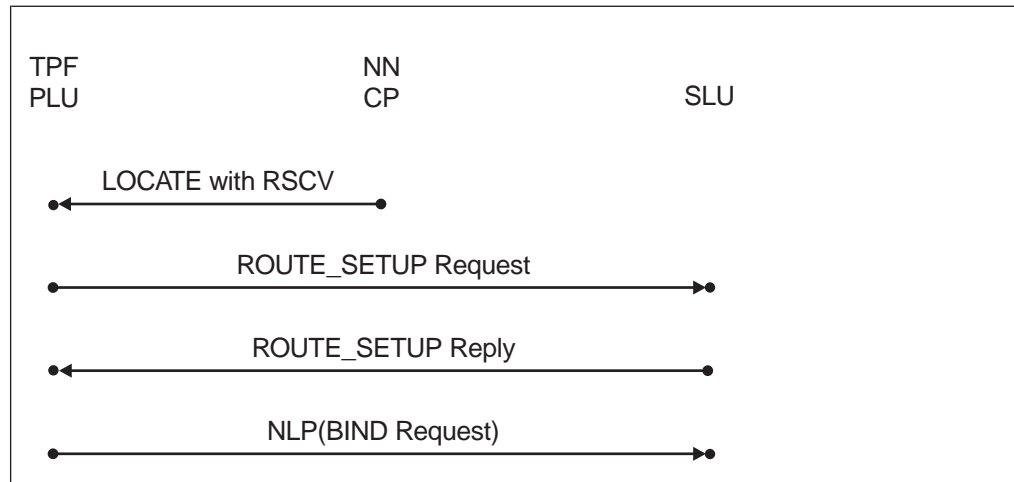 TPF
PLU
NN
CP
SLU
LOCATE with RSCV
ROUTE_SETUP Request
ROUTE_SETUP Reply
NLP(BIND Request)